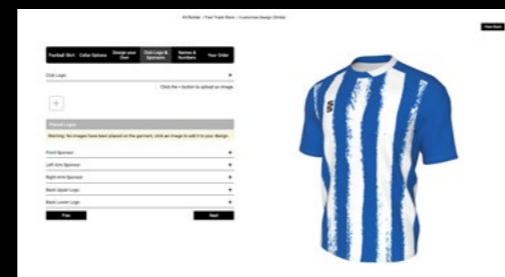 Kit Builder / Fast Track Store / Customise Design (Strike)
View Back
Football Shirt
Collar Options
Design your Own
Club Logo & Sponsors
Names & Numbers
Your Order
Club Logo
Click the + button to upload an image.
+
Placed Logos
Warning: No images have been placed on the garment, click an image to add it to your design.
Front Sponsor
Left Arm Sponsor
Right Arm Sponsor
Back Upper Logo
Back Lower Logo
Prev
Next